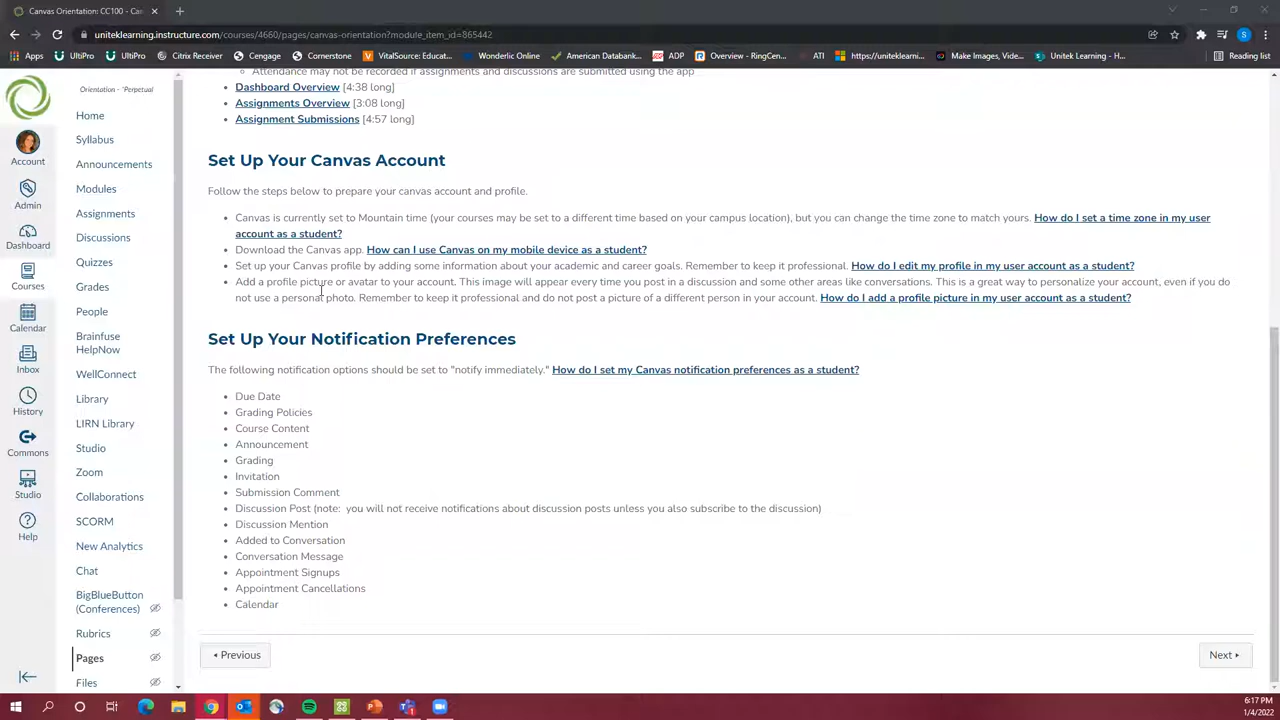 Canvas Orientation: CC100 - Can
uniteklearning.instructure.com/courses/4660/pages/canvas-orientation?module_item_id=865442
Apps
UltiPro
UltiPro
Citrix Receiver
Cengage
Cornerstone
VitalSource: Educat...
Wonderlic Online
American Databank...
ADP
Overview - RingCen...
ATI
https://uniteklearni...
Make Images, Vide...
Unitek Learning - H...
Reading list
Account
Admin
Dashboard
Courses
Calendar
Inbox
History
Commons
Studio
Help
Orientation - "Perpetual
Home
Syllabus
Announcements
Modules
Assignments
Discussions
Quizzes
Grades
People
Brainfuse
HelpNow
WellConnect
Library
LIRN Library
Studio
Zoom
Collaborations
SCORM
New Analytics
Chat
BigBlueButton
(Conferences)
Rubrics
Pages
Files
Attendance may not be recorded if assignments and discussions are submitted using the app
Dashboard Overview [4:38 long]
Assignments Overview [3:08 long]
Assignment Submissions [4:57 long]
Set Up Your Canvas Account
Follow the steps below to prepare your canvas account and profile.
Canvas is currently set to Mountain time (your courses may be set to a different time based on your campus location), but you can change the time zone to match yours. How do I set a time zone in my user
account as a student?
Download the Canvas app. How can I use Canvas on my mobile device as a student?
Set up your Canvas profile by adding some information about your academic and career goals. Remember to keep it professional. How do I edit my profile in my user account as a student?
Add a profile picture or avatar to your account. This image will appear every time you post in a discussion and some other areas like conversations. This is a great way to personalize your account, even if you do
not use a personal photo. Remember to keep it professional and do not post a picture of a different person in your account. How do I add a profile picture in my user account as a student?
Set Up Your Notification Preferences
The following notification options should be set to "notify immediately." How do I set my Canvas notification preferences as a student?
Due Date
Grading Policies
Course Content
Announcement
Grading
Invitation
Submission Comment
Discussion Post (note: you will not receive notifications about discussion posts unless you also subscribe to the discussion)
Discussion Mention
Added to Conversation
Conversation Message
Appointment Signups
Appointment Cancellations
Calendar
Previous
Next
6:17 PM
1/4/2022